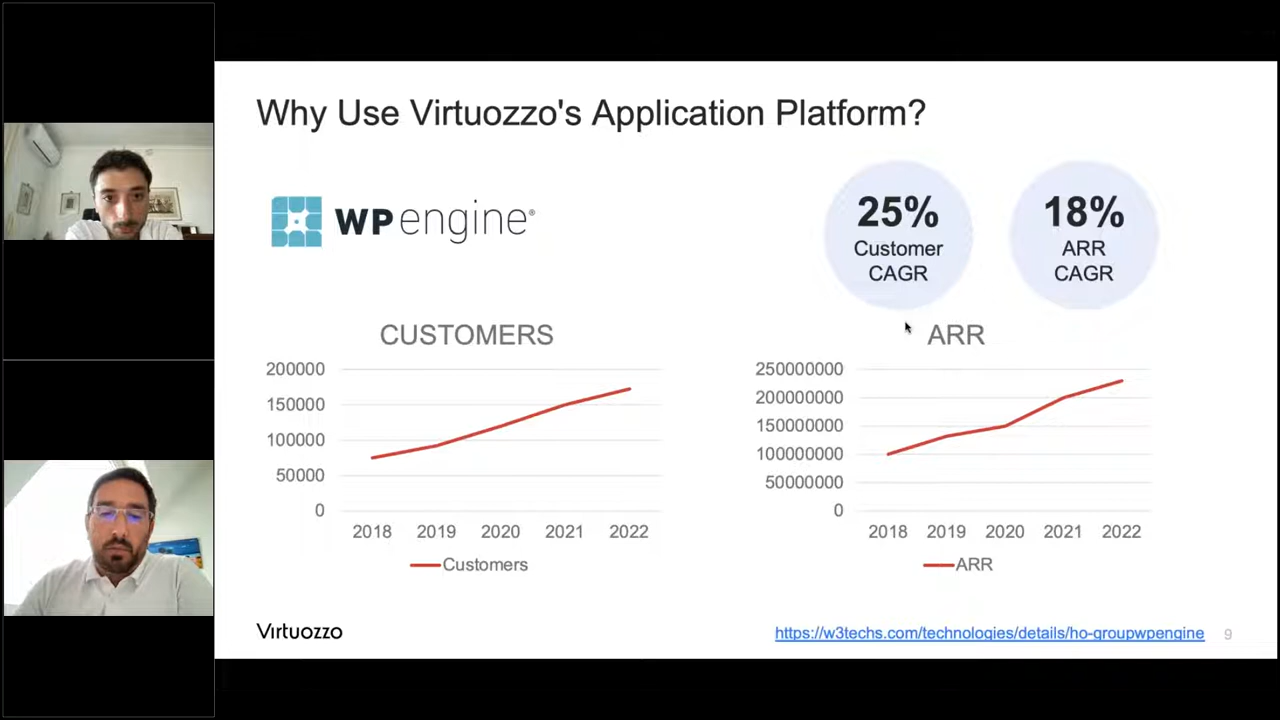 Why Use Virtuozzo's Application Platform?
WP engine®
25%
Customer
CAGR
18%
ARR
CAGR
CUSTOMERS
200000
150000
100000
50000
0
2018 2019 2020 2021 2022
Customers
ARR
250000000
200000000
150000000
100000000
50000000
0
2018 2019 2020 2021 2022
ARR
Virtuozzo
https://w3techs.com/technologies/details/ho-groupwpengine
9